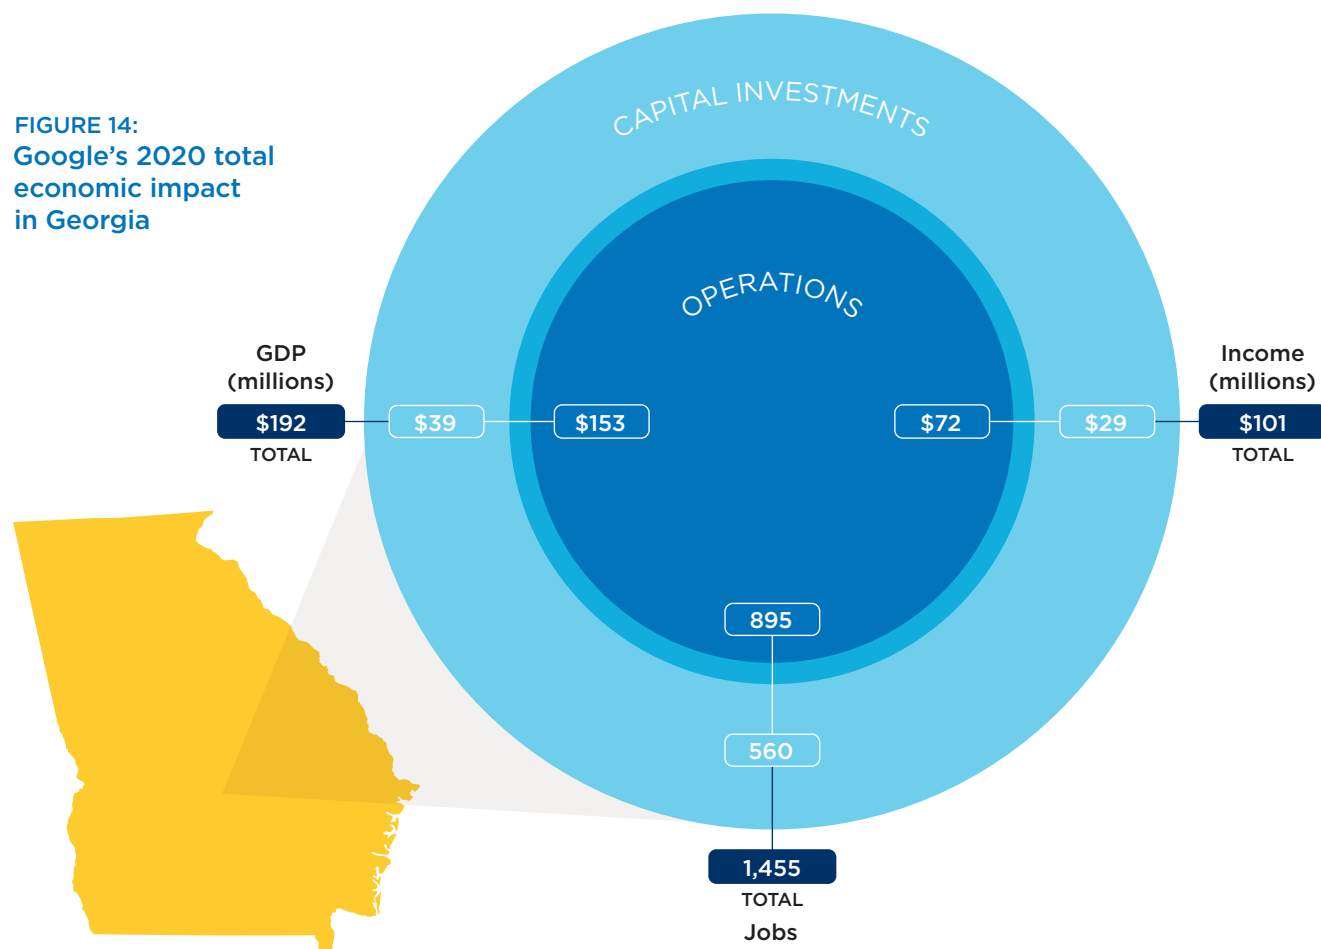 FIGURE 14:
Google's 2020 total
economic impact
in Georgia
CAPITAL INVESTMENTS
OPERATIONS
GDP
(millions)
$192
TOTAL
$39
$153
$72
$29
Income
(millions)
$101
TOTAL
895
560
1,455
TOTAL
Jobs